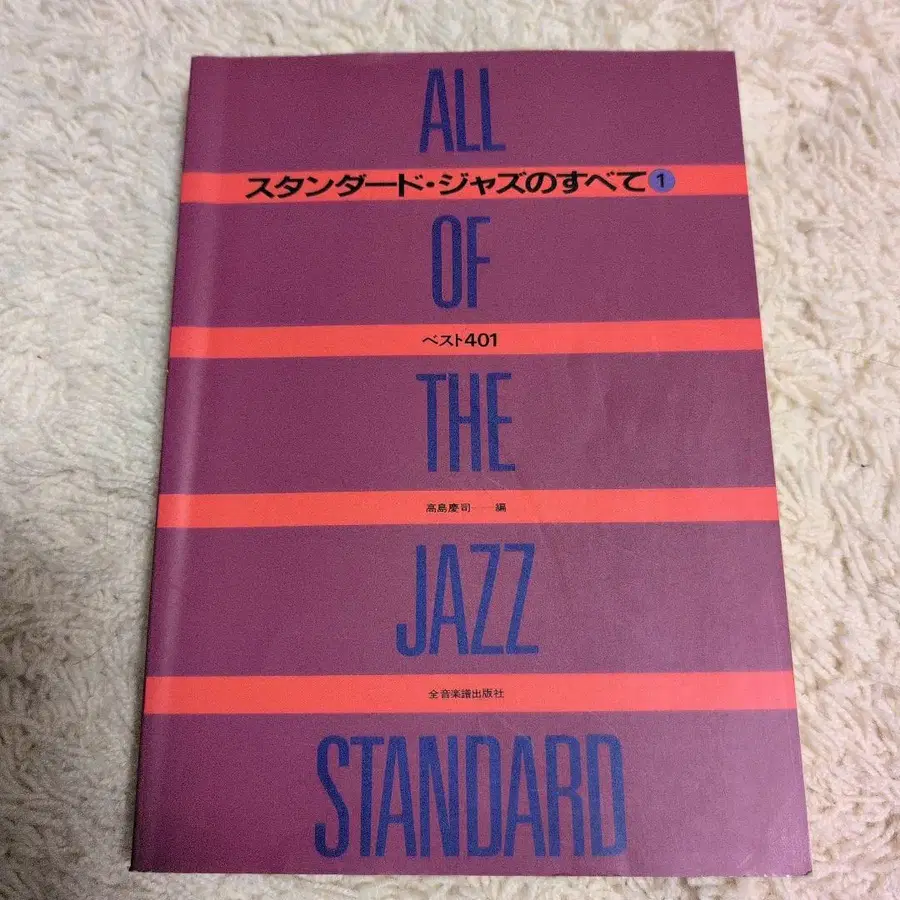 ALL
スタンダード・ジャズのすべて1
OF
ベスト401
THE
高島慶司──編
JAZZ
全音楽譜出版社
STANDARD